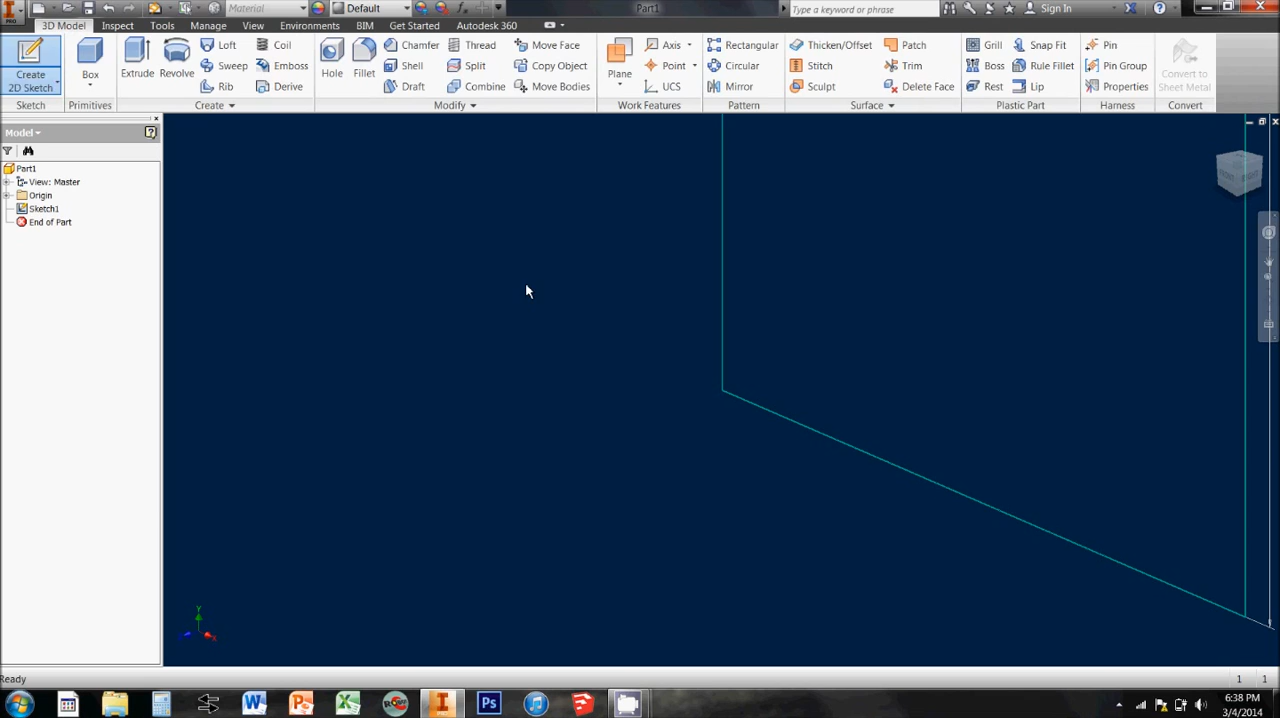 Material
Default
Part1
Type a keyword or phrase
Sign In
PRO
3D Model
Inspect
Tools
Manage
View
Environments
BIM
Get Started
Autodesk 360
Create
2D Sketch
Sketch
Box
Primitives
Extrude
Revolve
Loft
Sweep
Rib
Coil
Emboss
Derive
Create
Hole
Fillet
Chamfer
Shell
Draft
Thread
Split
Combine
Move Face
Copy Object
Move Bodies
Modify
Plane
Axis
Point
UCS
Work Features
Rectangular
Circular
Mirror
Pattern
Thicken/Offset
Stitch
Sculpt
Patch
Trim
Delete Face
Surface
Grill
Boss
Rest
Snap Fit
Rule Fillet
Lip
Plastic Part
Pin
Pin Group
Properties
Harness
Convert to
Sheet Metal
Convert
Model
Part1
View: Master
Origin
Sketch1
End of Part
Y
X
Ready
1 1
6:38 PM
3/4/2014